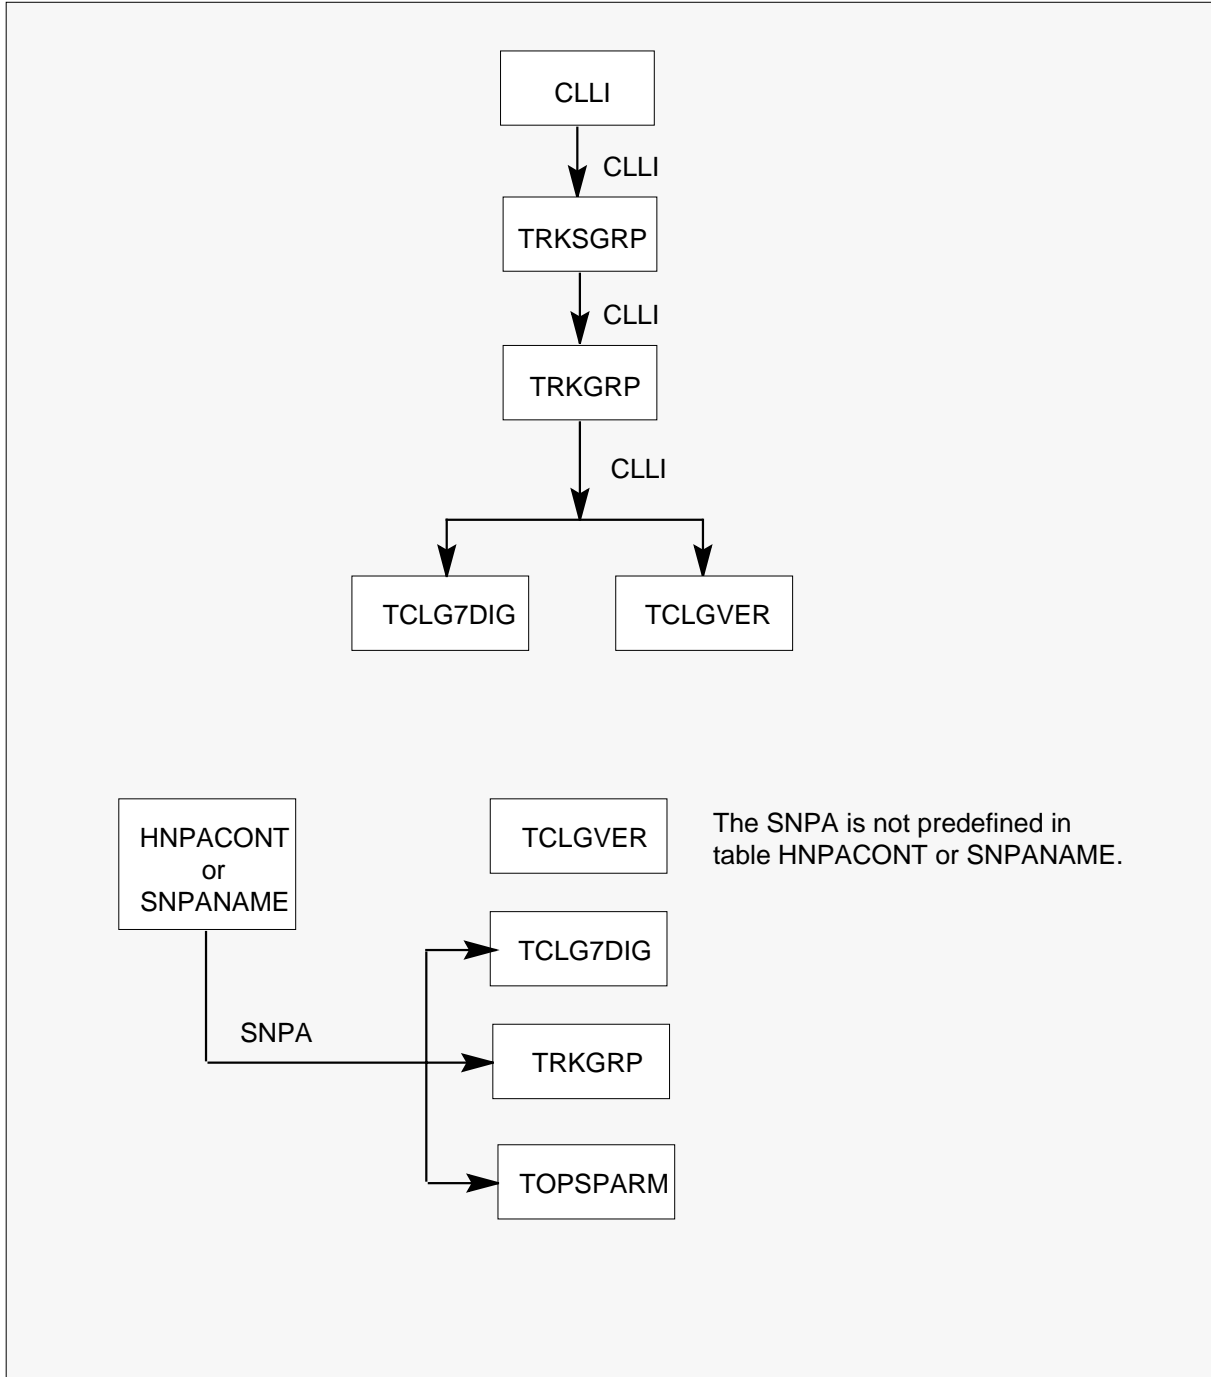 CLLI
CLLI
TRKSGRP
CLLI
TRKGRP
CLLI
TCLG7DIG
TCLGVER
HNPACONT
or
SNPANAME
TCLGVER
The SNPA is not predefined in
table HNPACONT or SNPANAME.
TCLG7DIG
SNPA
TRKGRP
TOPSPARM